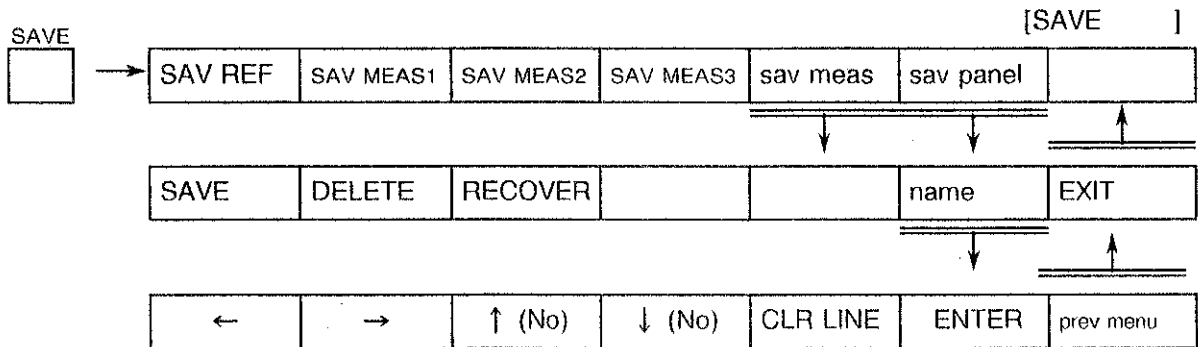 [SAVE ]
SAVE
SAV REF SAV MEAS1 SAV MEAS2 SAV MEAS3 sav meas sav panel
SAVE DELETE RECOVER name EXIT
← → ↑ (No) ↓ (No) CLR LINE ENTER prev menu